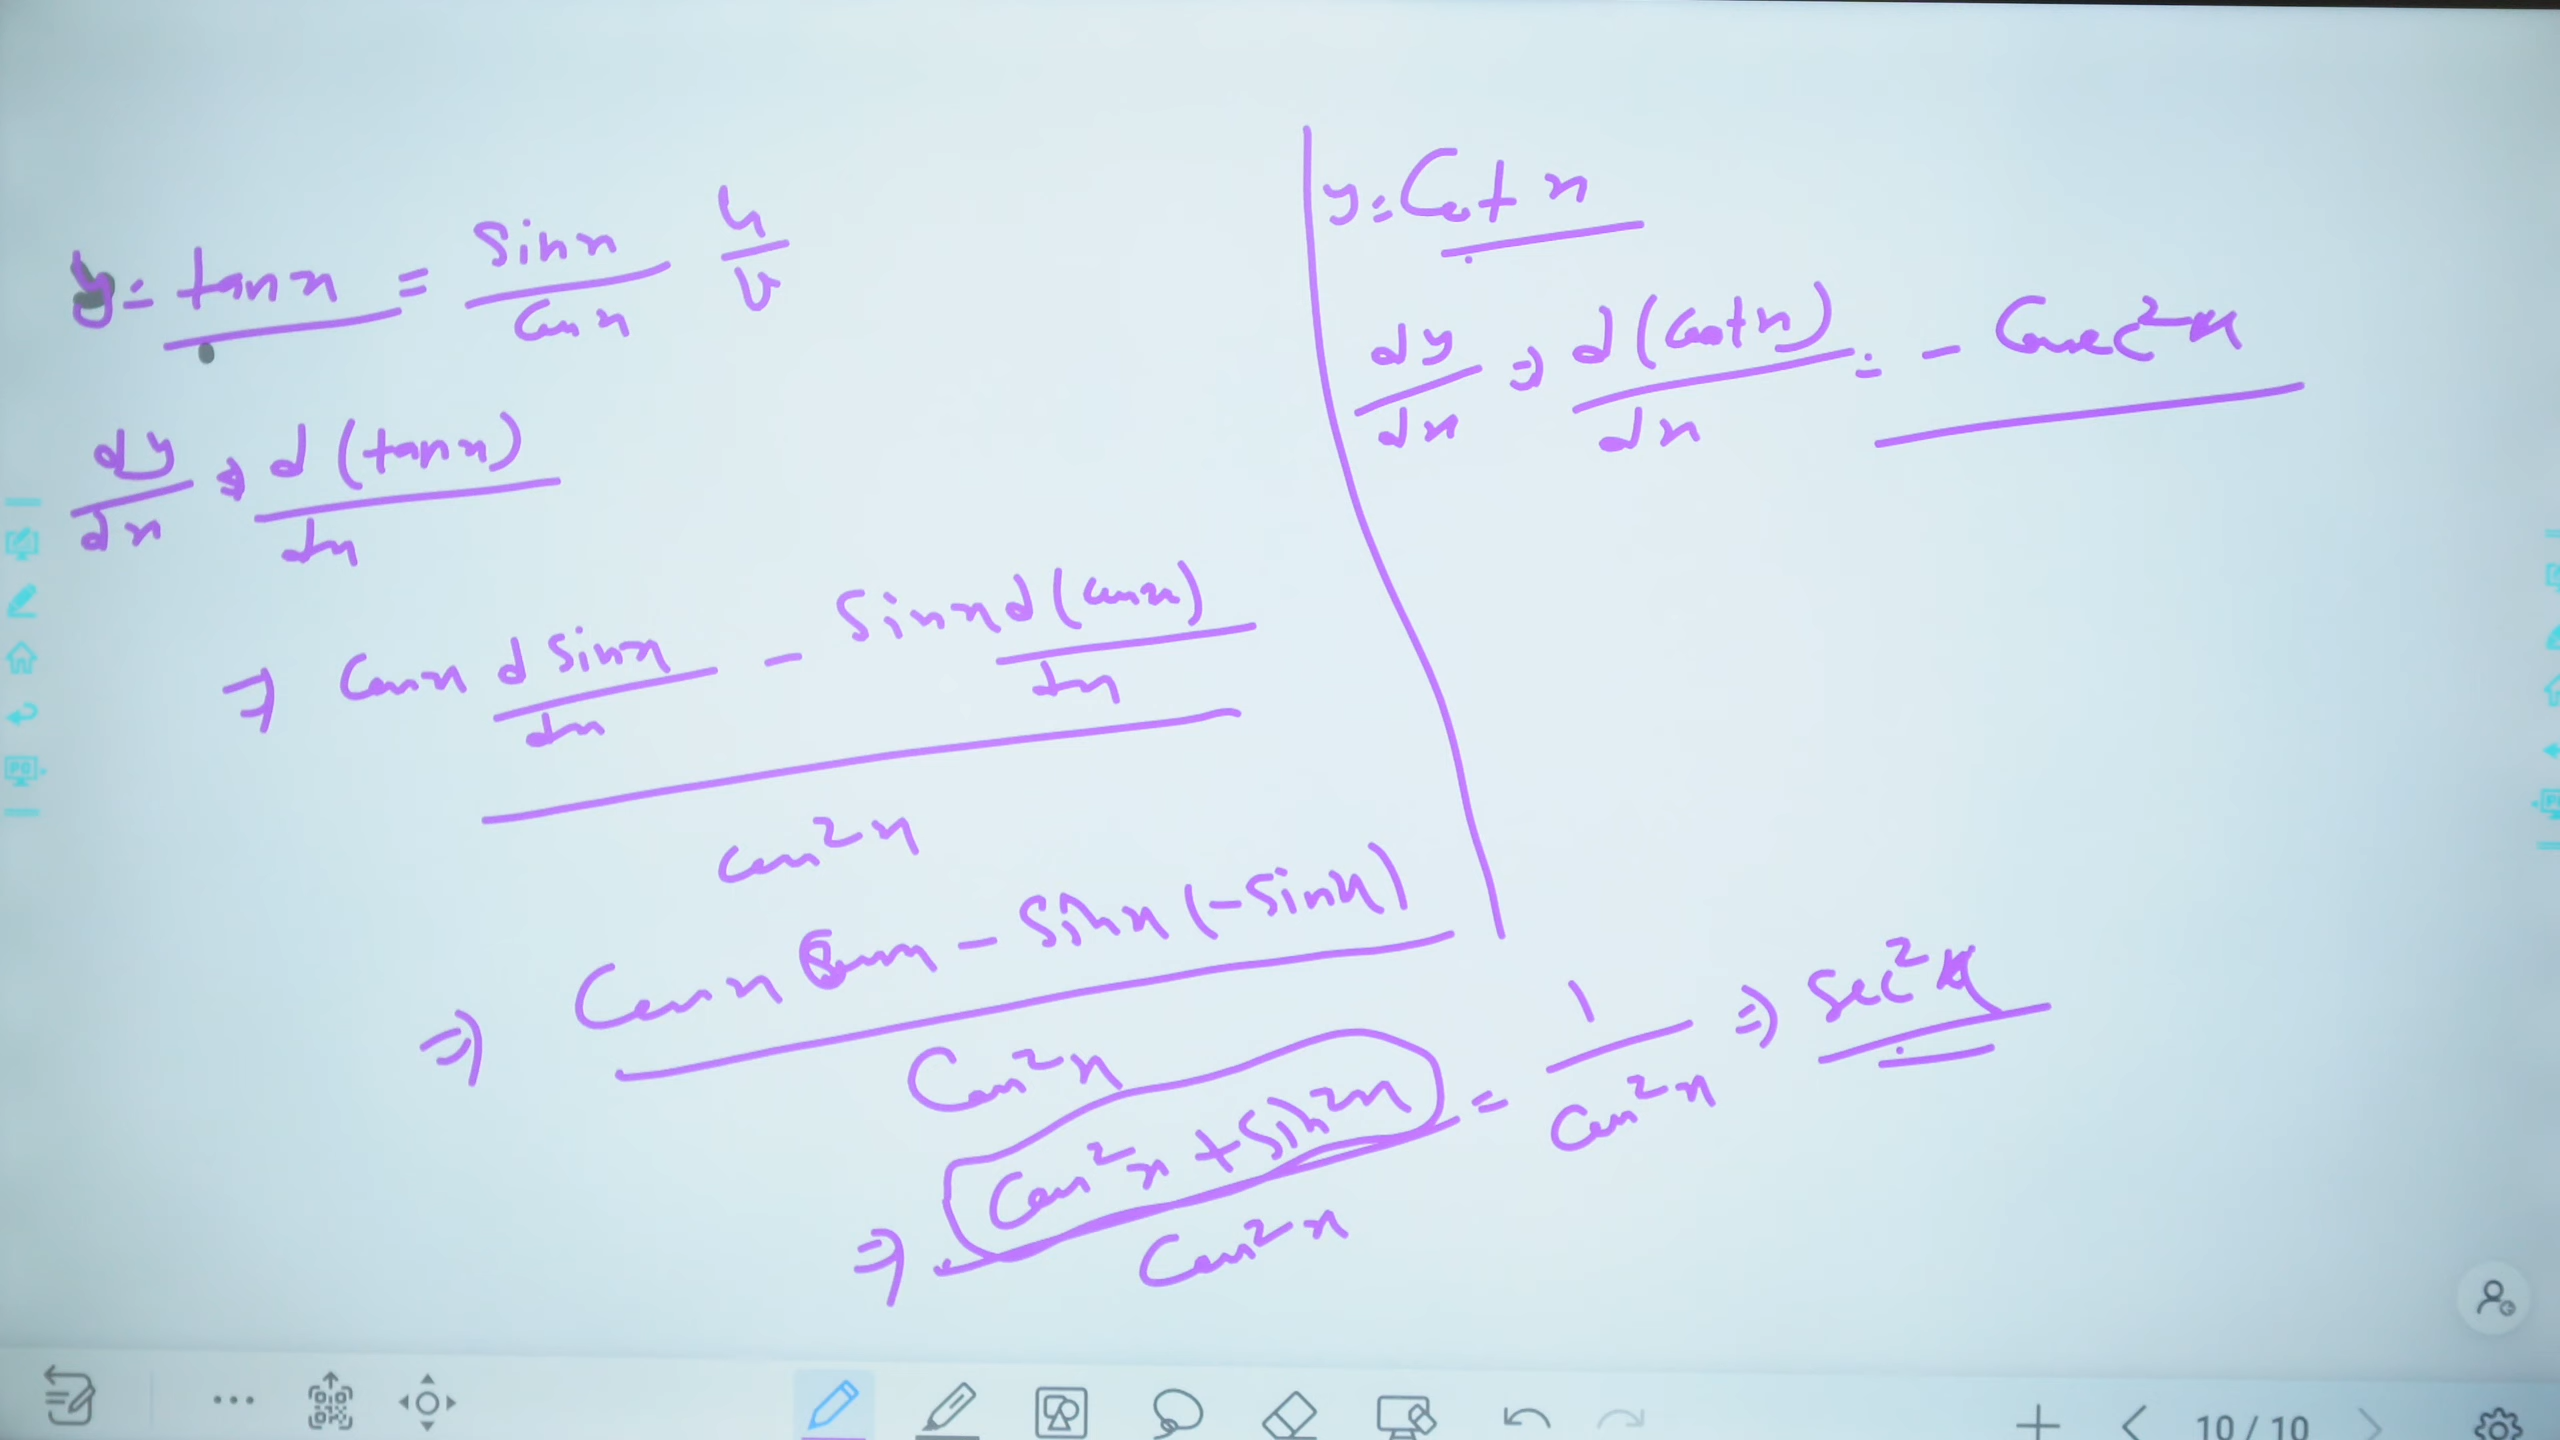 y = tan x = sin x / cos x  u/v
dy/dx ⇒ d (tan x)/dx
⇒ (cos x d sin x/dx - sin x d (cos x)/dx) / cos²x
⇒ (cos x cos x - sin x (-sin x)) / cos²x
⇒ (cos²x + sin²x) / cos²x = 1/cos²x ⇒ sec²x
y = cot x
dy/dx ⇒ d (cot x)/dx = - cosec²x
10 / 10